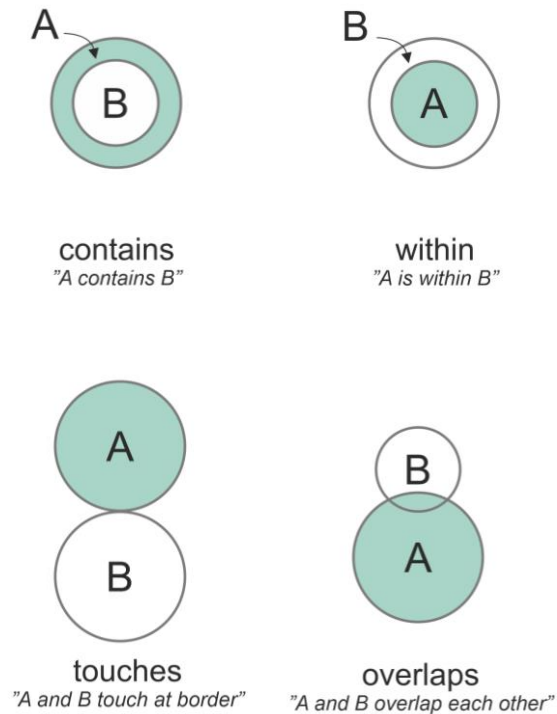 A
B
contains
"A contains B"
B
A
within
"A is within B"
A
B
touches
"A and B touch at border"
B
A
overlaps
"A and B overlap each other"